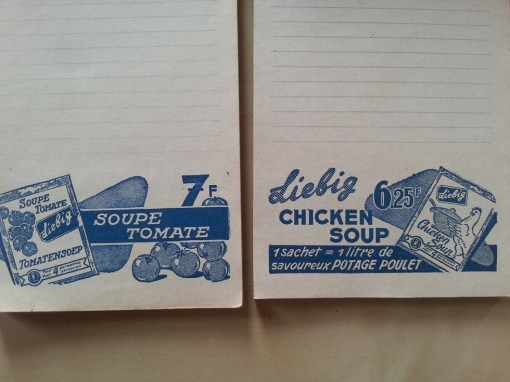 SOUPE TOMATE
Liebig
TOMATENSOEP
7F
SOUPE
TOMATE
Liebig
6 25F
CHICKEN
SOUP
1 sachet = 1 litre de
savoureux POTAGE POULET
Liebig
Chicken
Soup